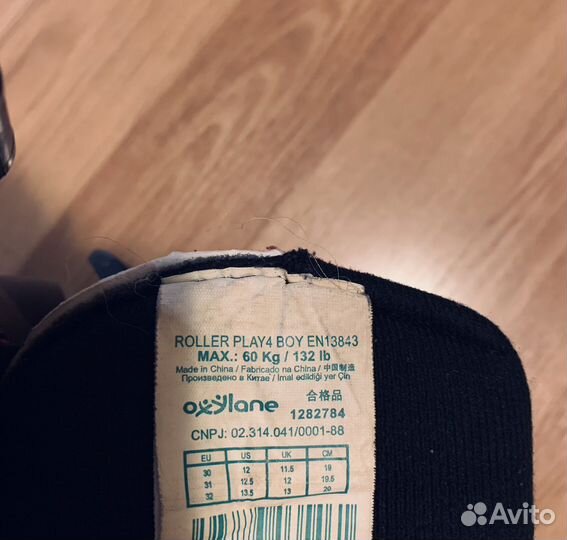 ROLLER PLAY4 BOY EN13843
MAX.: 60 Kg / 132 lb
Made in China / Fabricado na China / 中国制造
Произведено в Китае / Imal edildiği yer Çin
合格品
oxylane 1282784
CNPJ: 02.314.041/0001-88
EU US UK CM
30 12 11.5 19
31 12.5 12 19.5
32 13.5 13 20
Avito